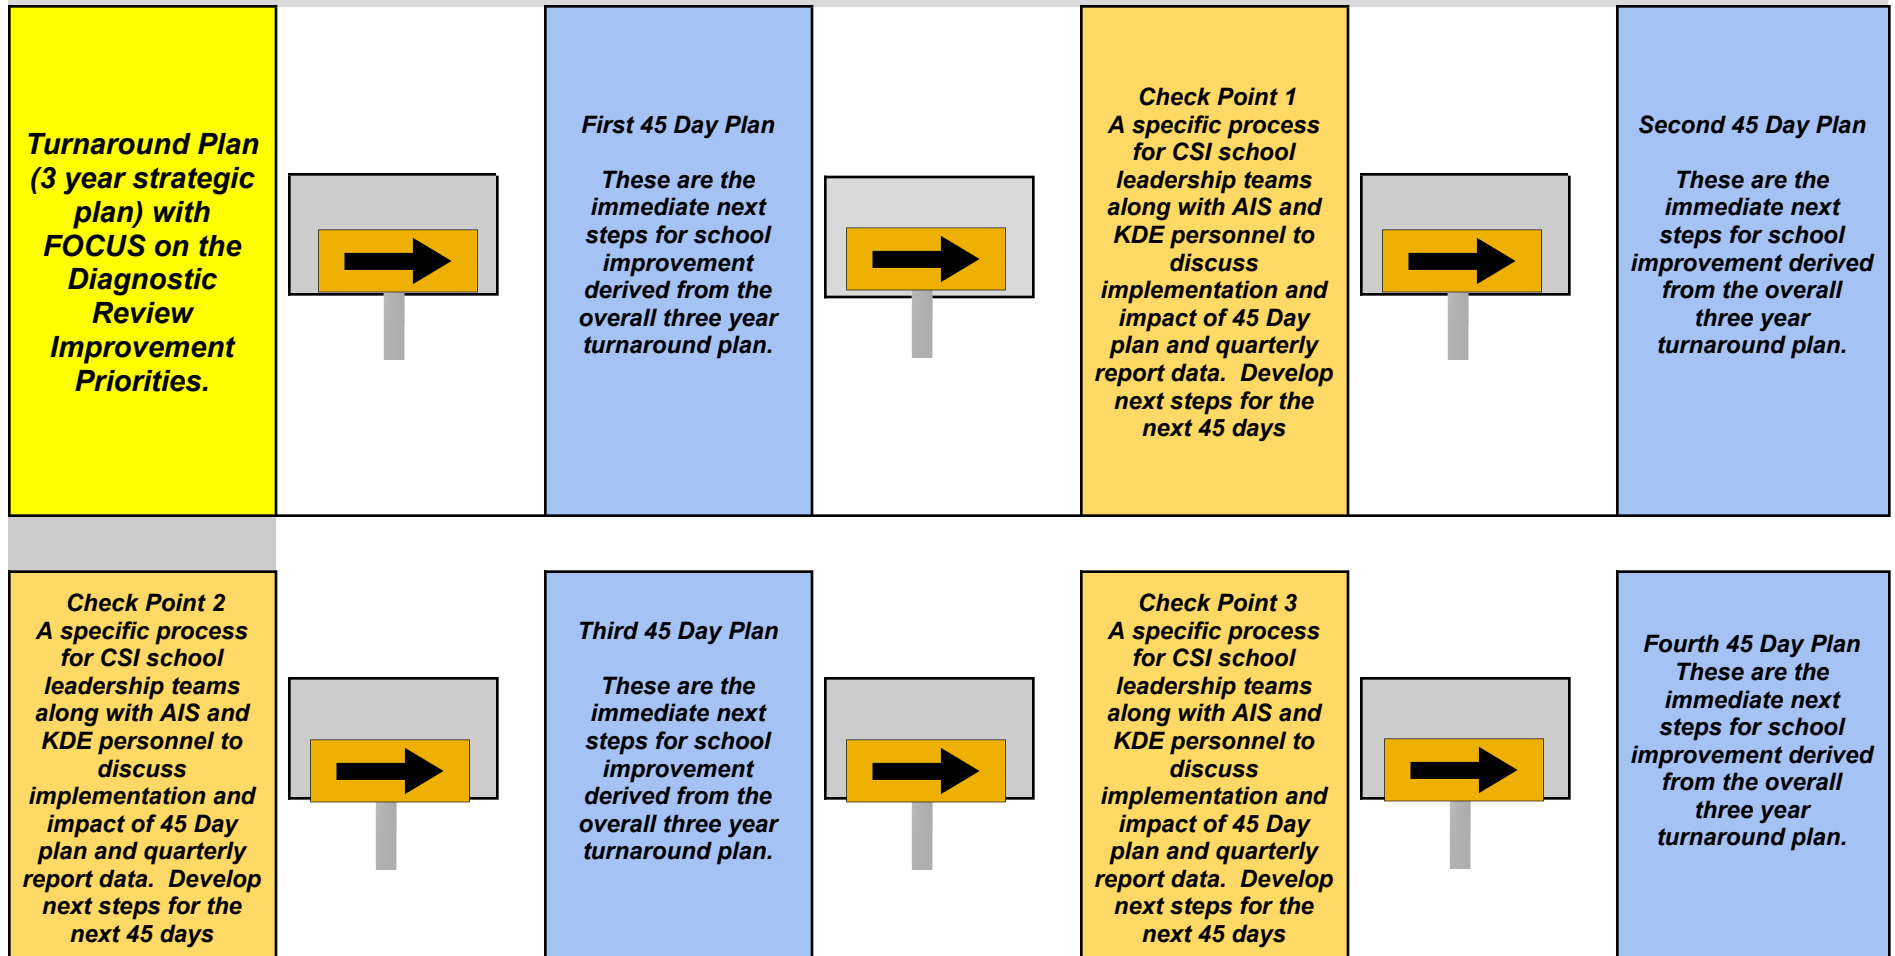 Turnaround Plan
(3 year strategic
plan) with
FOCUS on the
Diagnostic
Review
Improvement
Priorities.
First 45 Day Plan
These are the
immediate next
steps for school
improvement
derived from the
overall three year
turnaround plan.
Check Point 1
A specific process
for CSI school
leadership teams
along with AIS and
KDE personnel to
discuss
implementation and
impact of 45 Day
plan and quarterly
report data.  Develop
next steps for the
next 45 days
Second 45 Day Plan
These are the
immediate next
steps for school
improvement derived
from the overall
three year
turnaround plan.
Check Point 2
A specific process
for CSI school
leadership teams
along with AIS and
KDE personnel to
discuss
implementation and
impact of 45 Day
plan and quarterly
report data.  Develop
next steps for the
next 45 days
Third 45 Day Plan
These are the
immediate next
steps for school
improvement
derived from the
overall three year
turnaround plan.
Check Point 3
A specific process
for CSI school
leadership teams
along with AIS and
KDE personnel to
discuss
implementation and
impact of 45 Day
plan and quarterly
report data.  Develop
next steps for the
next 45 days
Fourth 45 Day Plan
These are the
immediate next
steps for school
improvement derived
from the overall
three year
turnaround plan.